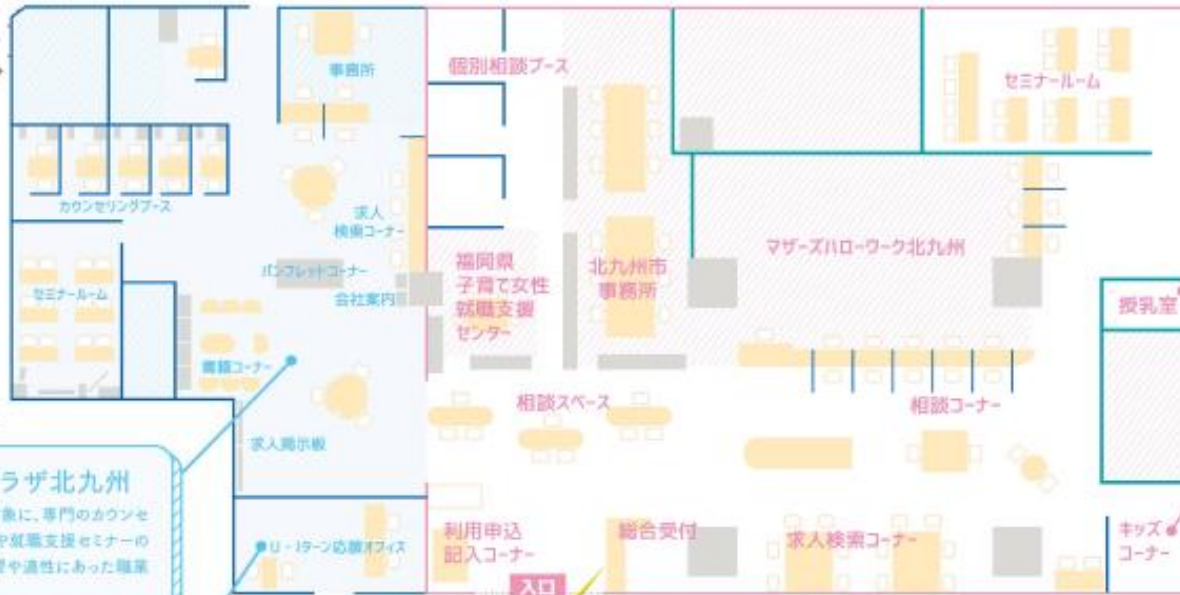 事務所
個別相談ブース
セミナールーム
カウンセリングブース
求人
検索コーナー
パンフレットコーナー
会社案内
セミナールーム
書籍コーナー
求人掲示板
U・Iターン応援オフィス
福岡県
子育て女性
就職支援
センター
北九州市
事務所
マザーズハローワーク北九州
授乳室
相談スペース
相談コーナー
利用申込
記入コーナー
総合受付
求人検索コーナー
キッズ
コーナー
入口
ラザ北九州
象に、専門のカウンセ
や就職支援セミナーの
や適性にあった職業